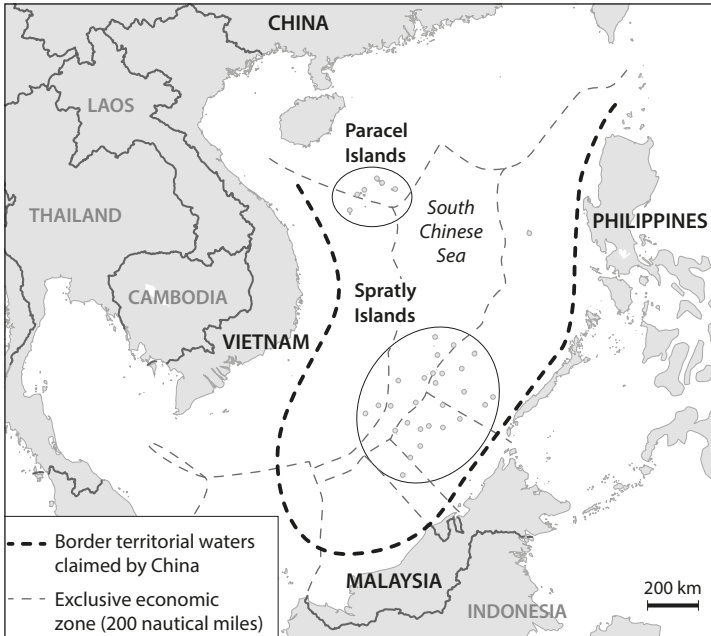 CHINA
LAOS
Paracel
Islands
THAILAND
South
Chinese
Sea
PHILIPPINES
CAMBODIA
Spratly
Islands
VIETNAM
Border territorial waters
claimed by China
MALAYSIA
200 km
Exclusive economic
zone (200 nautical miles)
INDONESIA